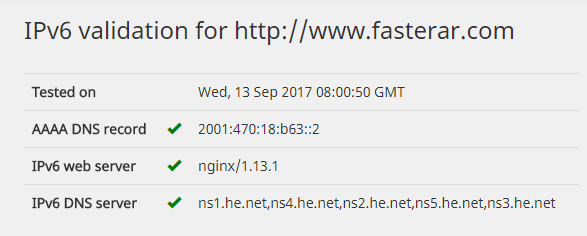 IPv6 validation for http://www.fasterar.com
Tested on Wed, 13 Sep 2017 08:00:50 GMT
AAAA DNS record ✔ 2001:470:18:b63::2
IPv6 web server ✔ nginx/1.13.1
IPv6 DNS server ✔ ns1.he.net,ns4.he.net,ns2.he.net,ns5.he.net,ns3.he.net